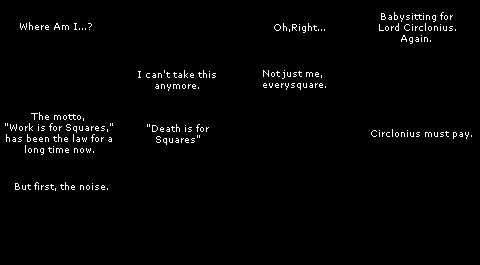 Where Am I...?
Oh,Right...
Babysitting for
Lord Circlonius.
Again.
I can't take this
anymore.
Not just me,
everysquare.
The motto,
"Work is for Squares,"
has been the law for a
long time now.
"Death is for
Squares"
Circlonius must pay.
But first, the noise.